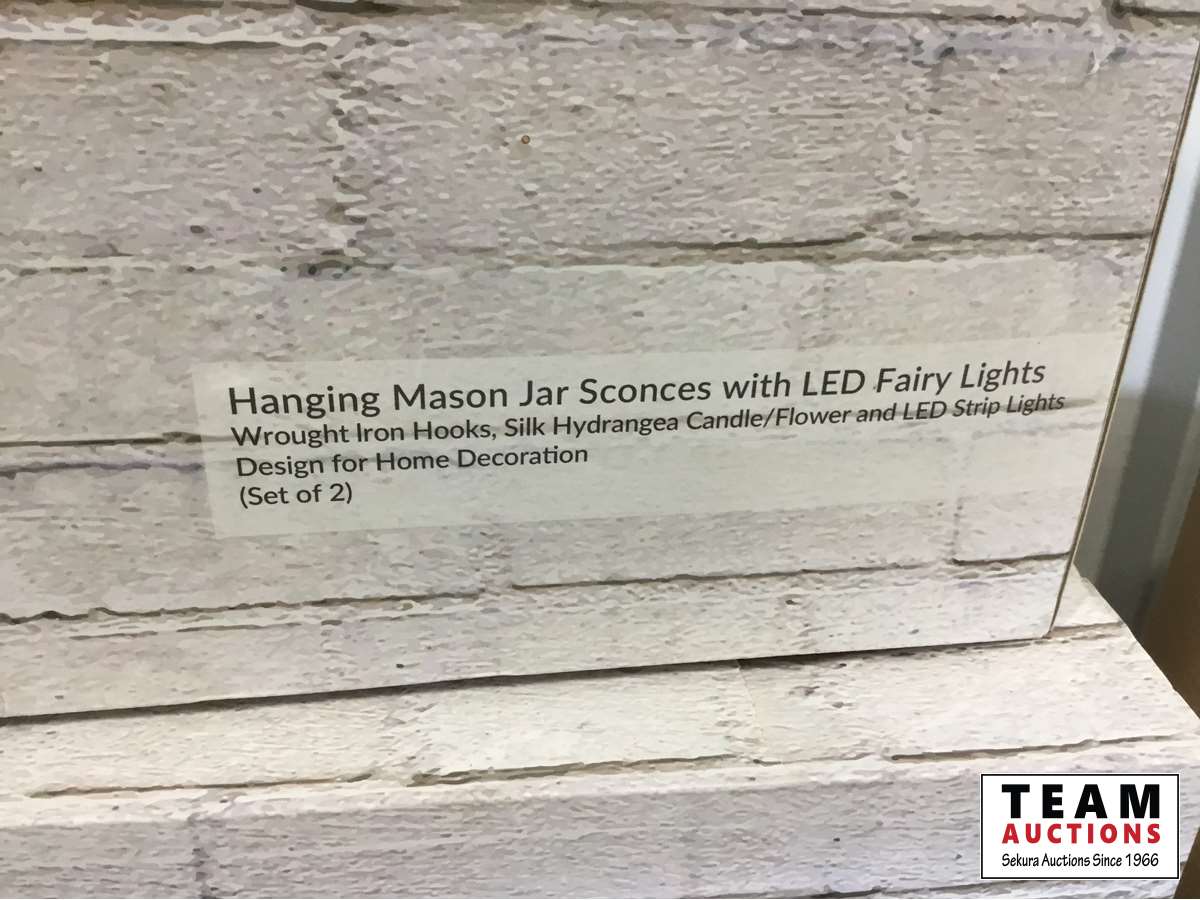 Hanging Mason Jar Sconces with LED Fairy Lights
Wrought Iron Hooks, Silk Hydrangea Candle/Flower and LED Strip Lights
Design for Home Decoration
(Set of 2)
TEAM
AUCTIONS
Sekura Auctions Since 1966